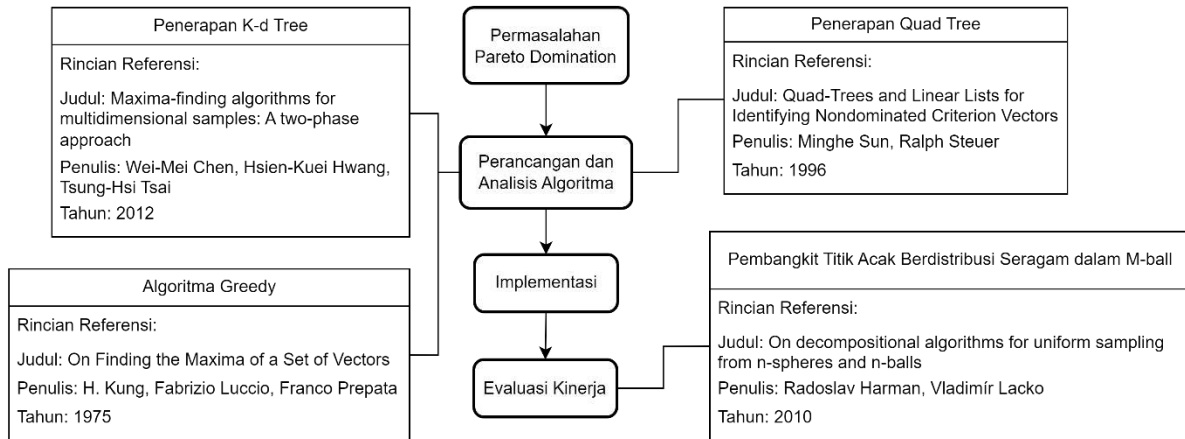 Penerapan K-d Tree
Rincian Referensi:
Judul: Maxima-finding algorithms for
multidimensional samples: A two-phase
approach
Penulis: Wei-Mei Chen, Hsien-Kuei Hwang,
Tsung-Hsi Tsai
Tahun: 2012
Algoritma Greedy
Rincian Referensi:
Judul: On Finding the Maxima of a Set of Vectors
Penulis: H. Kung, Fabrizio Luccio, Franco Prepata
Tahun: 1975
Permasalahan
Pareto Domination
Perancangan dan
Analisis Algoritma
Implementasi
Evaluasi Kinerja
Penerapan Quad Tree
Rincian Referensi:
Judul: Quad-Trees and Linear Lists for
Identifying Nondominated Criterion Vectors
Penulis: Minghe Sun, Ralph Steuer
Tahun: 1996
Pembangkit Titik Acak Berdistribusi Seragam dalam M-ball
Rincian Referensi:
Judul: On decompositional algorithms for uniform sampling
from n-spheres and n-balls
Penulis: Radoslav Harman, Vladimír Lacko
Tahun: 2010